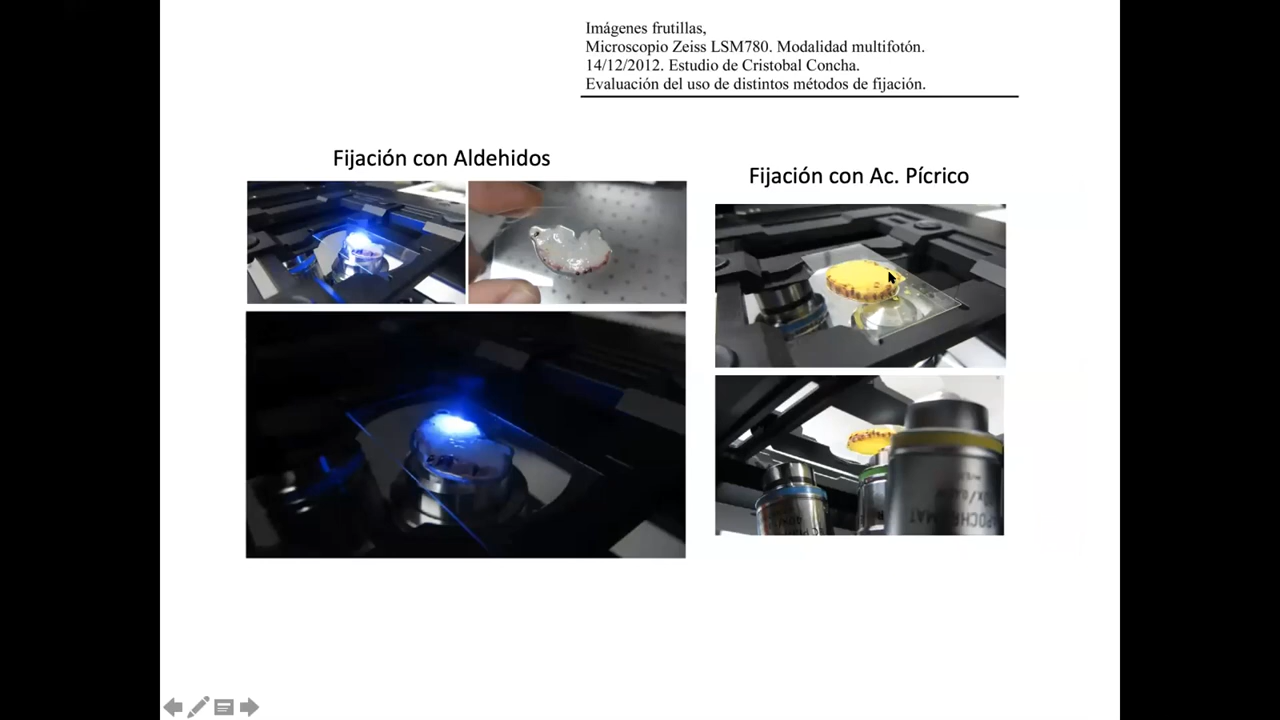 Imágenes frutillas,
Microscopio Zeiss LSM780. Modalidad multifotón.
14/12/2012. Estudio de Cristobal Concha.
Evaluación del uso de distintos métodos de fijación.
Fijación con Aldehidos
Fijación con Ac. Pícrico